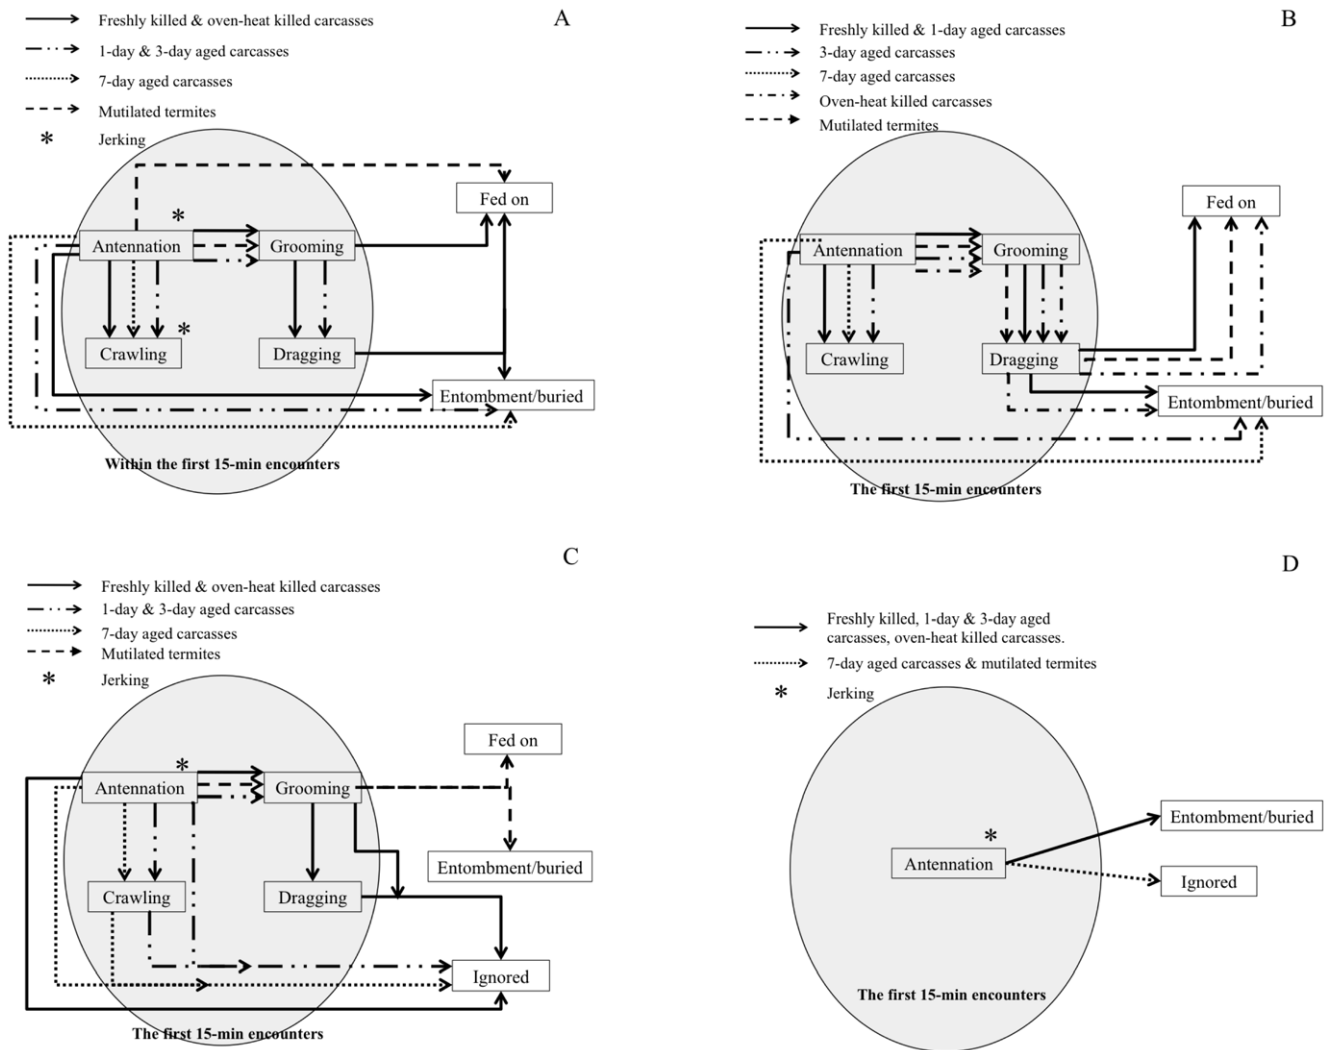 A
Freshly killed & oven-heat killed carcasses
1-day & 3-day aged carcasses
7-day aged carcasses
Mutilated termites
* Jerking
*
Fed on
Antennation
Grooming
*
Crawling
Dragging
Entombment/buried
Within the first 15-min encounters
B
Freshly killed & 1-day aged carcasses
3-day aged carcasses
7-day aged carcasses
Oven-heat killed carcasses
Mutilated termites
Fed on
Antennation
Grooming
Crawling
Dragging
Entombment/buried
The first 15-min encounters
C
Freshly killed & oven-heat killed carcasses
1-day & 3-day aged carcasses
7-day aged carcasses
Mutilated termites
* Jerking
Fed on
*
Antennation
Grooming
Entombment/buried
Crawling
Dragging
Ignored
The first 15-min encounters
D
Freshly killed, 1-day & 3-day aged
carcasses, oven-heat killed carcasses.
7-day aged carcasses & mutilated termites
* Jerking
Entombment/buried
*
Antennation
Ignored
The first 15-min encounters